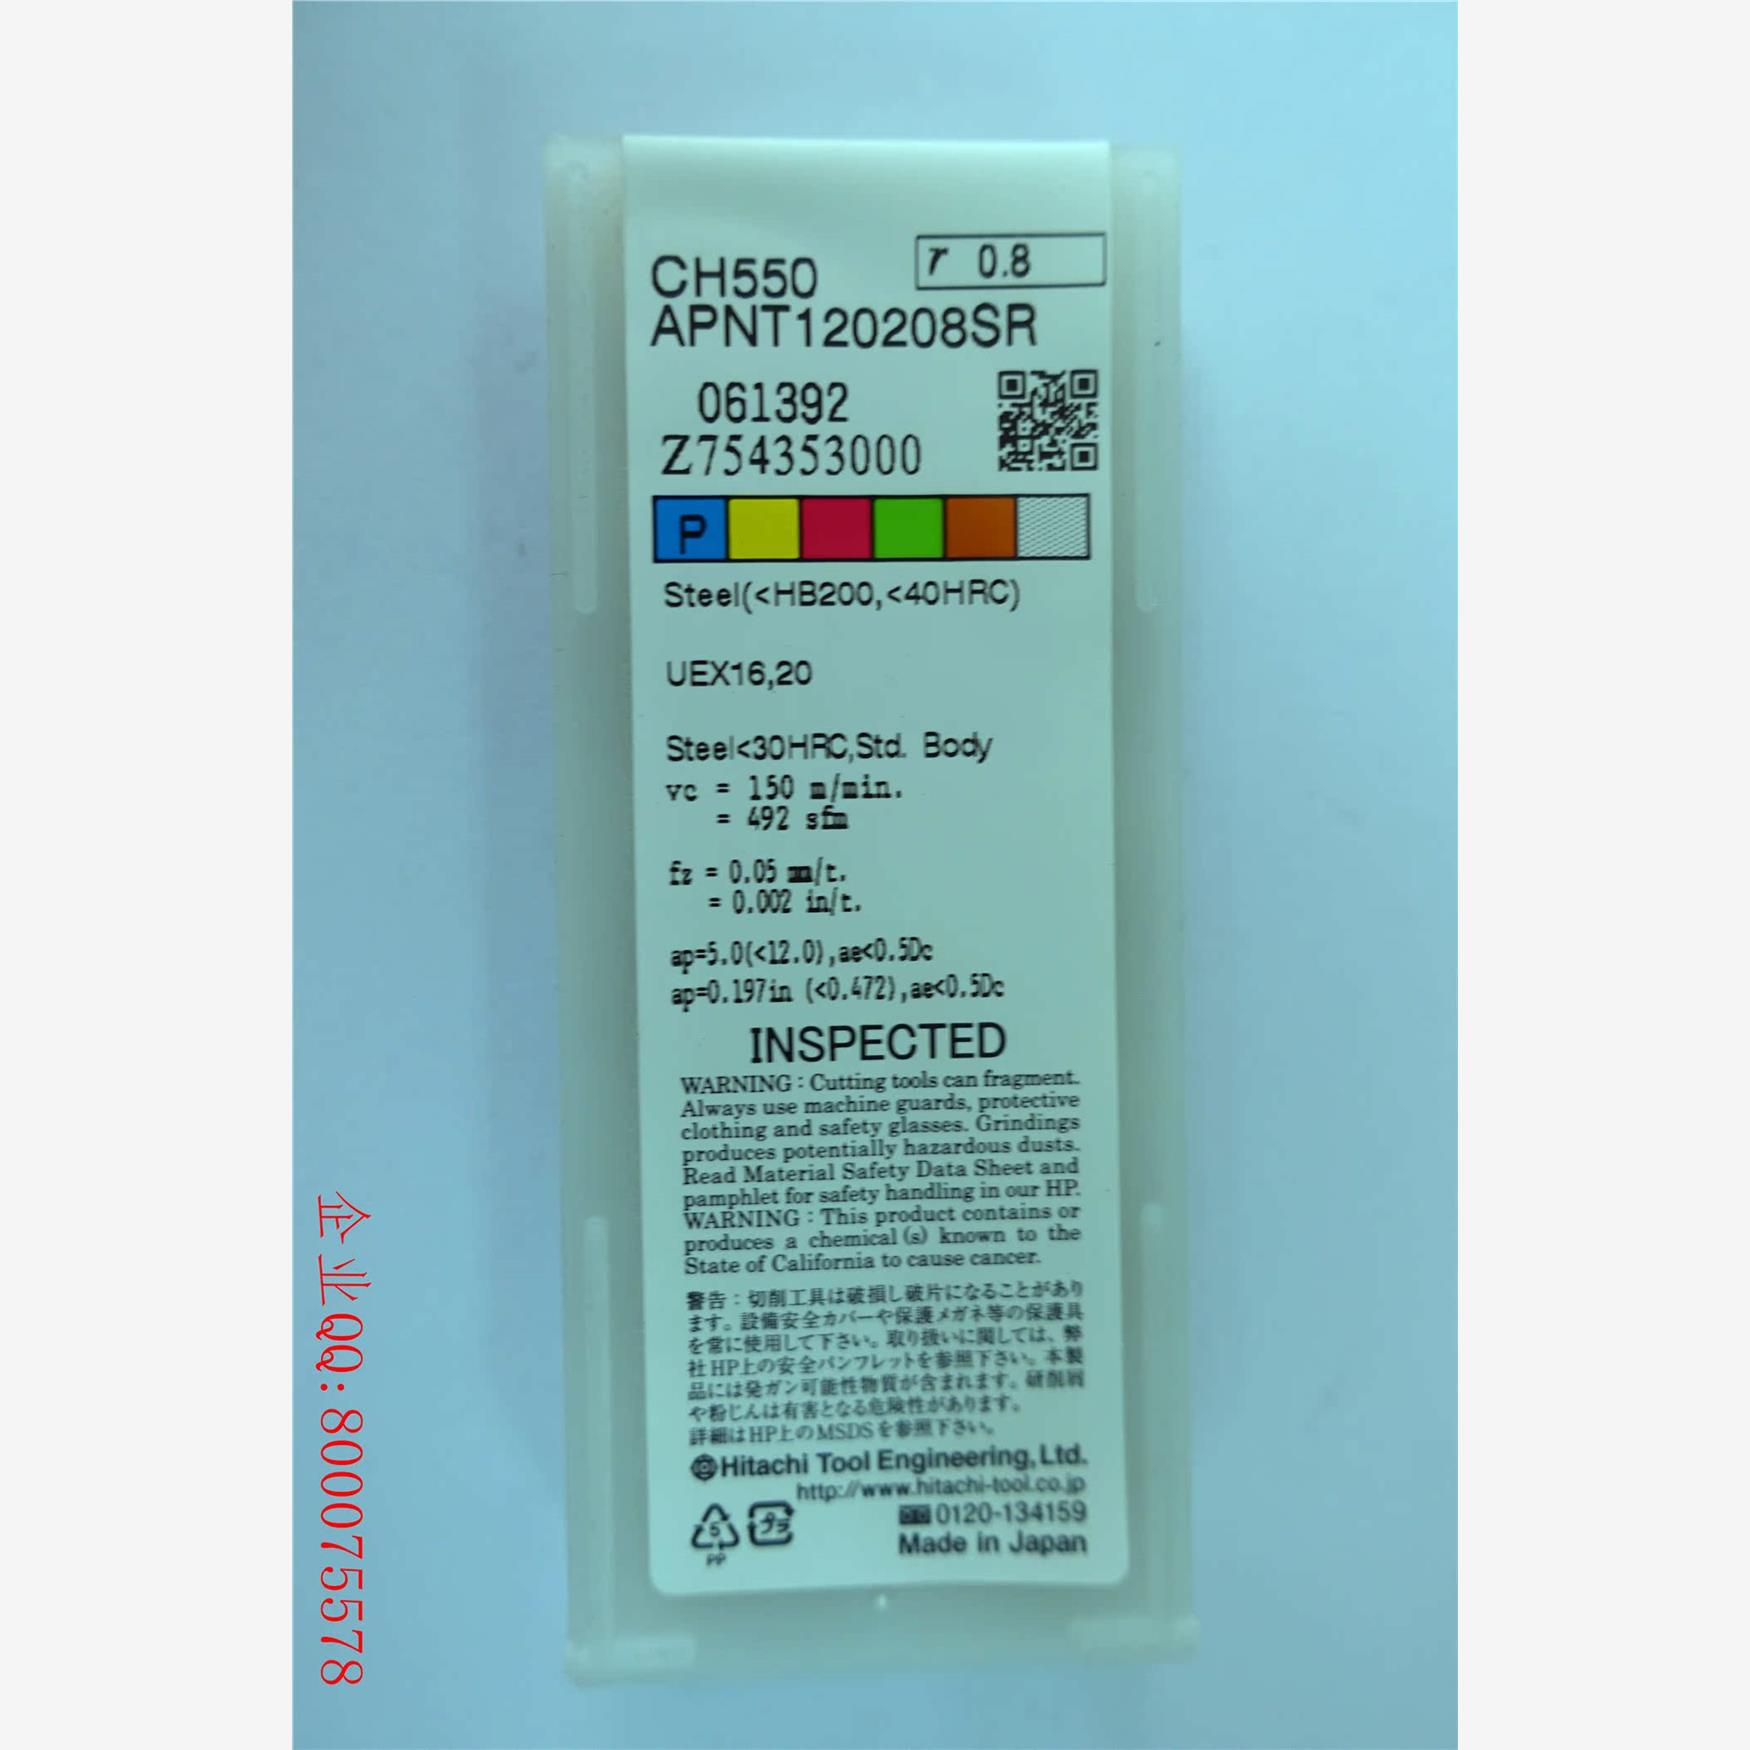 CH550
r 0.8
APNT120208SR
061392
Z754353000
P
Steel(<HB200,<40HRC)
UEX16,20
Steel<30HRC,Std. Body
vc = 150 m/min.
= 492 sfm
fz = 0.05 mm/t.
= 0.002 in/t.
ap=5.0(<12.0),ae<0.5Dc
ap=0.197in (<0.472),ae<0.5Dc
INSPECTED
WARNING : Cutting tools can fragment.
Always use machine guards, protective
clothing and safety glasses. Grindings
produces potentially hazardous dusts.
Read Material Safety Data Sheet and
pamphlet for safety handling in our HP.
WARNING : This product contains or
produces a chemical (s) known to the
State of California to cause cancer.
警告：切削工具は破損し破片になることがあり
ます。設備安全カバーや保護メガネ等の保護具
を常に使用して下さい。取り扱いに関しては、弊
社HP上の安全パンフレットを参照下さい。本製
品には発ガン可能性物質が含まれます。研削屑
や粉じんは有害となる危険性があります。
詳細はHP上のMSDSを参照下さい。
Hitachi Tool Engineering, Ltd.
http://www.hitachi-tool.co.jp
0120-134159
Made in Japan
5
PP
プラ
企业QQ:800075578